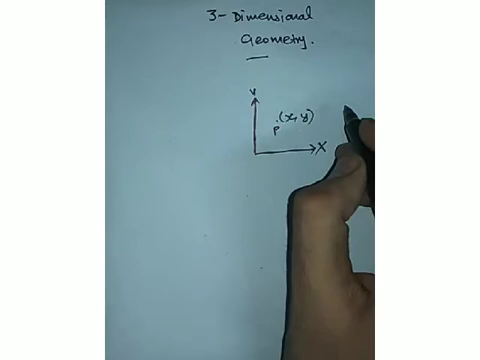 3- Dimensional
Geometry.
Y
.(x, y)
P
X